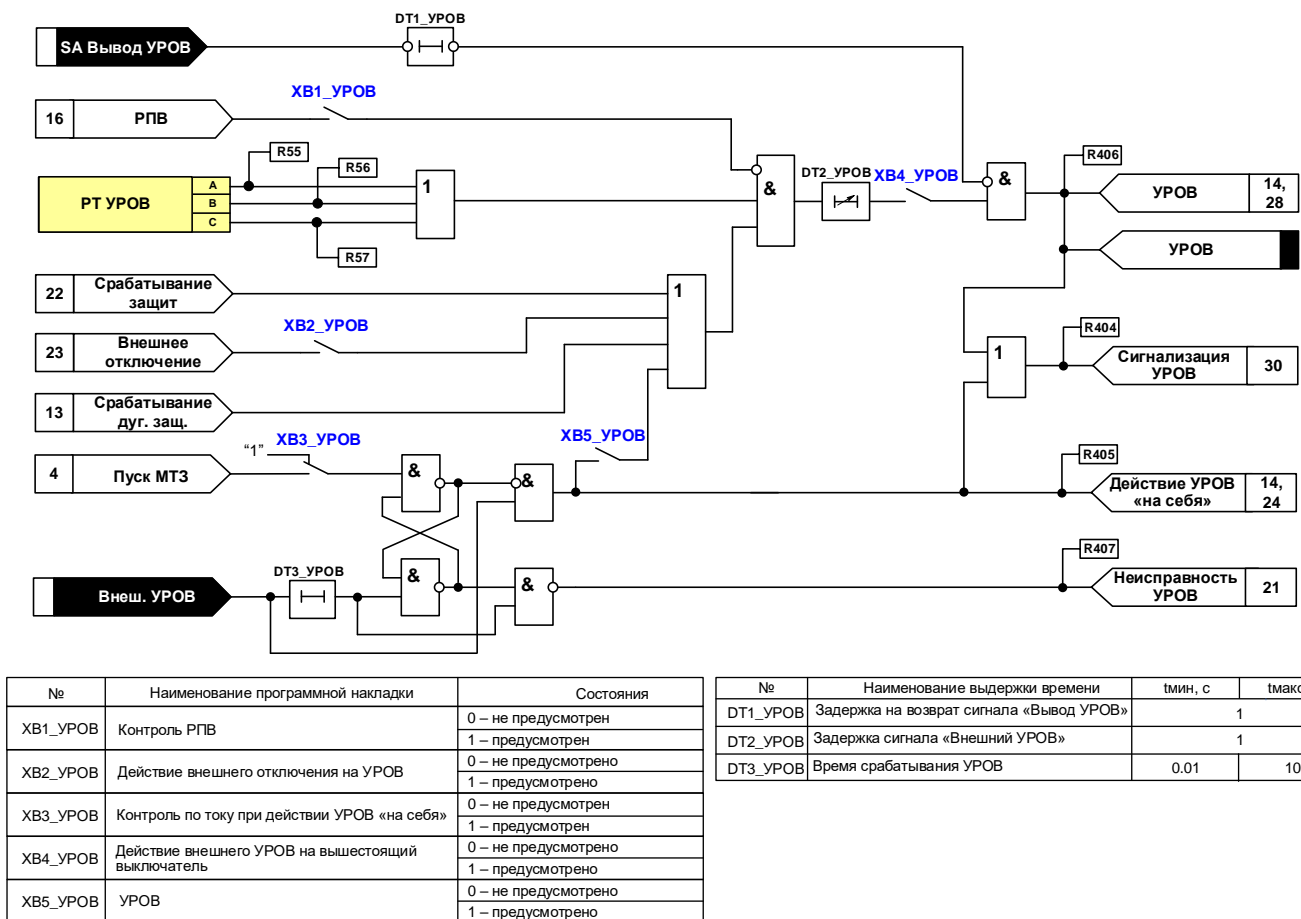 DT1_УРОВ
SA Вывод УРОВ
XB1_УРОВ
16
РПВ
R55
R56
R406
РТ УРОВ
A
B
C
1
&
DT2_УРОВ
XB4_УРОВ
&
УРОВ
14,
28
R57
УРОВ
22
Срабатывание
защит
1
XB2_УРОВ
23
Внешнее
отключение
R404
1
Сигнализация
УРОВ
30
13
Срабатывание
дуг. защ.
“1”
XB3_УРОВ
XB5_УРОВ
4
Пуск МТЗ
&
&
R405
Действие УРОВ
«на себя»
14,
24
R407
DT3_УРОВ
Внеш. УРОВ
&
&
Неисправность
УРОВ
21
№ Наименование программной накладки Состояния
XB1_УРОВ Контроль РПВ
0 – не предусмотрен
1 – предусмотрен
XB2_УРОВ Действие внешнего отключения на УРОВ
0 – не предусмотрено
1 – предусмотрено
XB3_УРОВ Контроль по току при действии УРОВ «на себя»
0 – не предусмотрен
1 – предусмотрен
XB4_УРОВ Действие внешнего УРОВ на вышестоящий
выключатель
0 – не предусмотрено
1 – предусмотрено
XB5_УРОВ УРОВ
0 – не предусмотрено
1 – предусмотрено
№ Наименование выдержки времени tмин, с tмакс
DT1_УРОВ Задержка на возврат сигнала «Вывод УРОВ» 1
DT2_УРОВ Задержка сигнала «Внешний УРОВ» 1
DT3_УРОВ Время срабатывания УРОВ 0.01 10